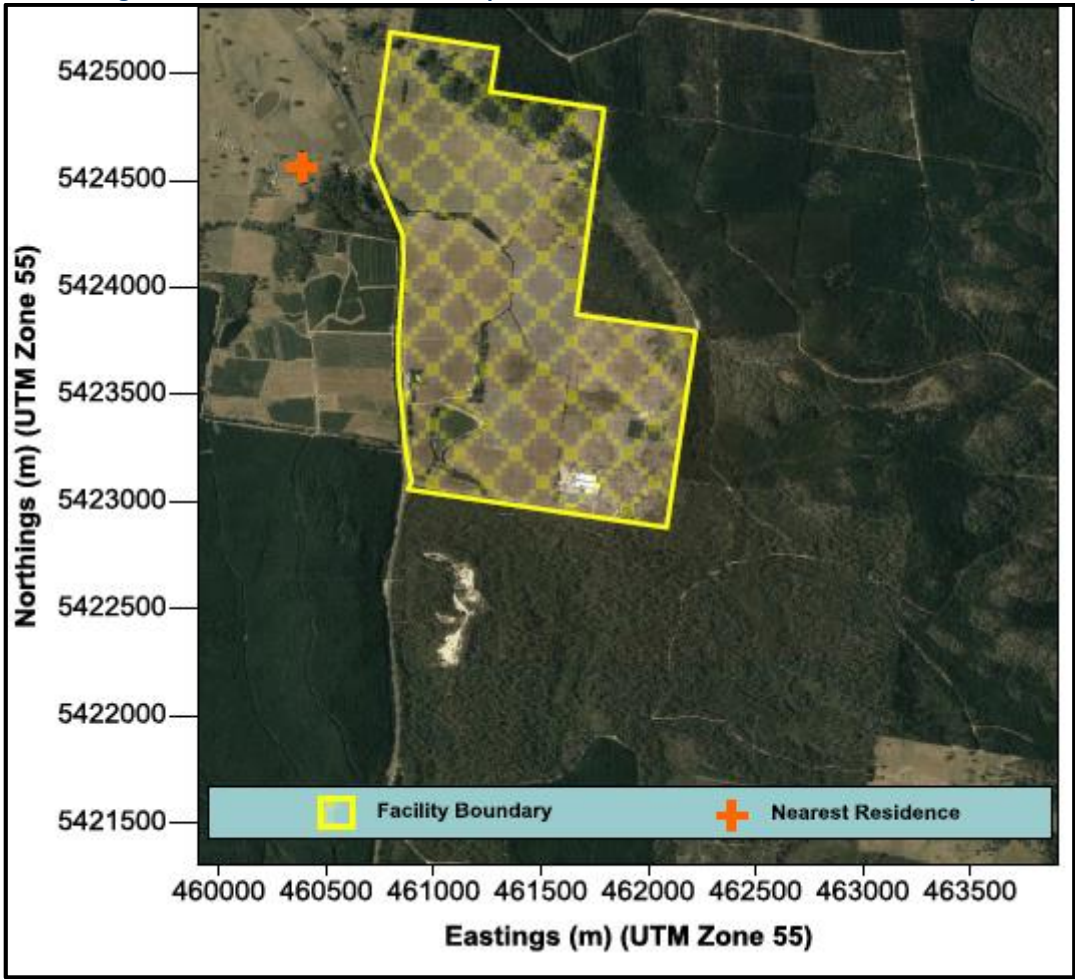 5425000
5424500
5424000
5423500
5423000
5422500
5422000
5421500
Northings (m) (UTM Zone 55)
Facility Boundary
Nearest Residence
460000 460500 461000 461500 462000 462500 463000 463500
Eastings (m) (UTM Zone 55)